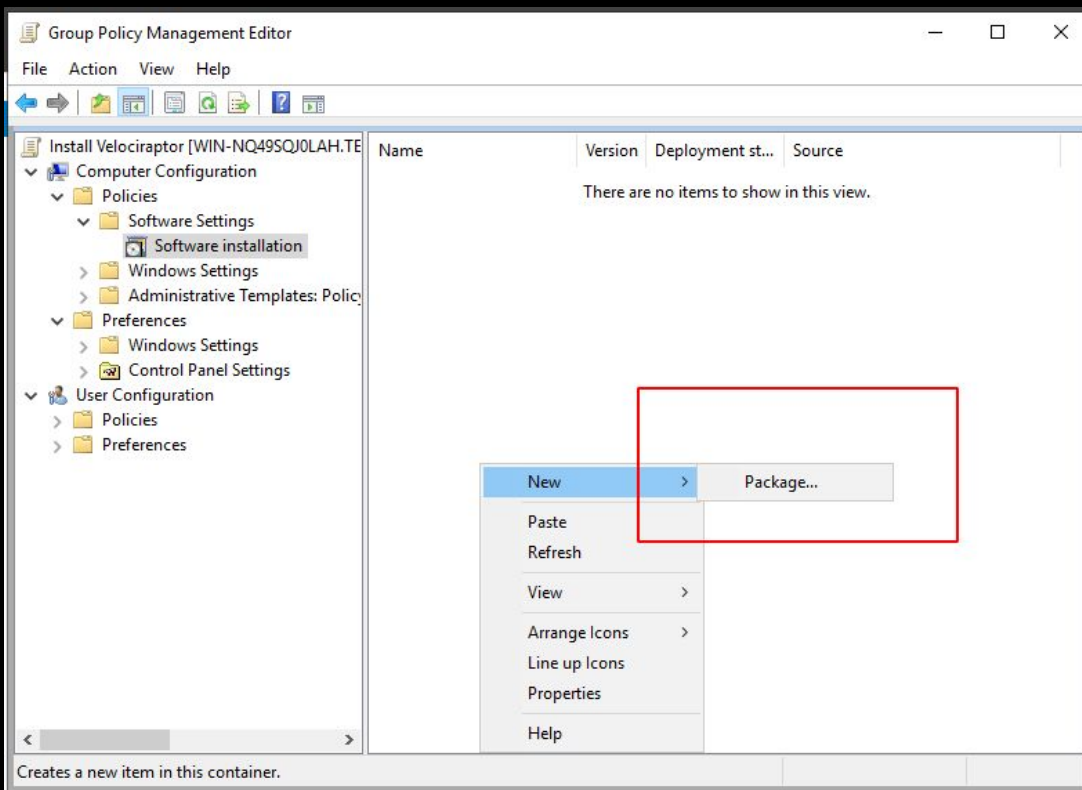 Group Policy Management Editor
File Action View Help
Install Velociraptor [WIN-NQ49SQJ0LAH.TE
Computer Configuration
Policies
Software Settings
Software installation
Windows Settings
Administrative Templates: Policy
Preferences
Windows Settings
Control Panel Settings
User Configuration
Policies
Preferences
Name Version Deployment st... Source
There are no items to show in this view.
New Package...
Paste
Refresh
View
Arrange Icons
Line up Icons
Properties
Help
Creates a new item in this container.